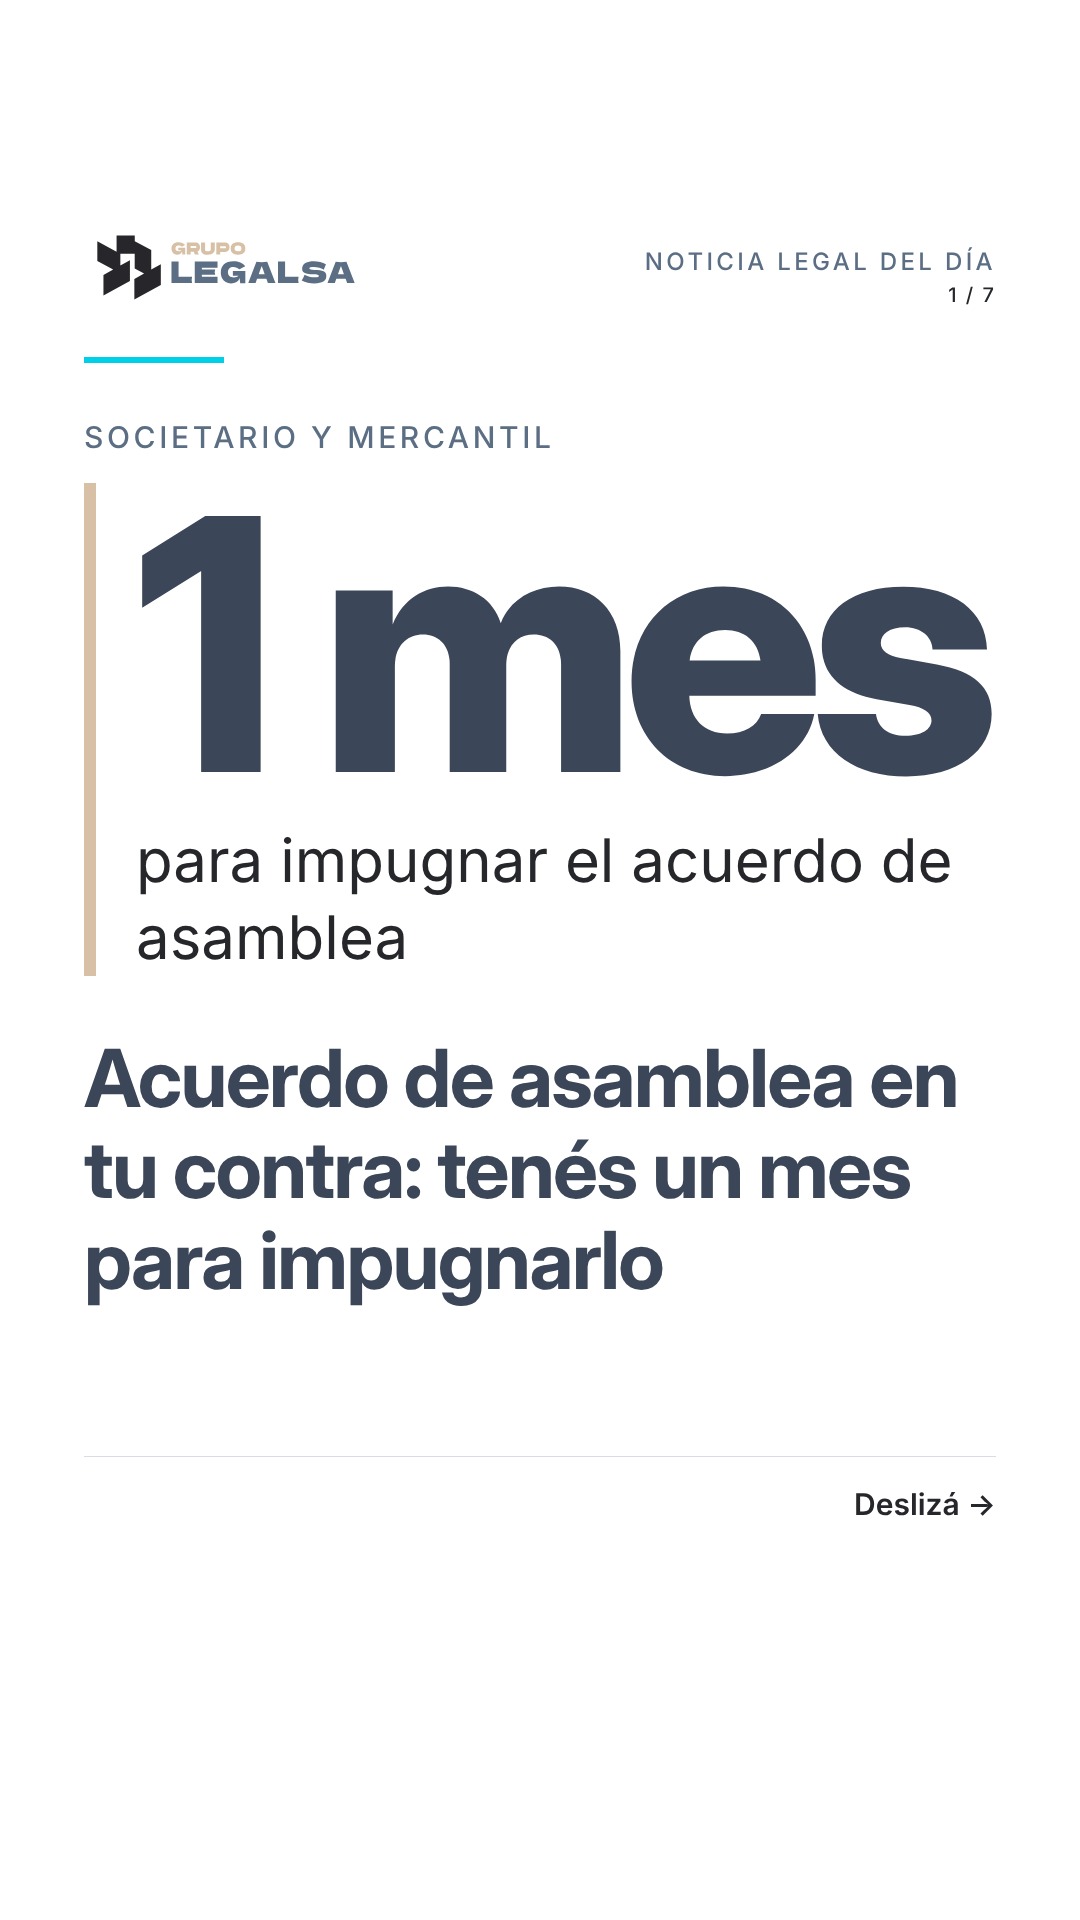 GRUPO
LEGALSA
NOTICIA LEGAL DEL DÍA
1 / 7
SOCIETARIO Y MERCANTIL
1 mes
para impugnar el acuerdo de
asamblea
Acuerdo de asamblea en
tu contra: tenés un mes
para impugnarlo
Deslizá →